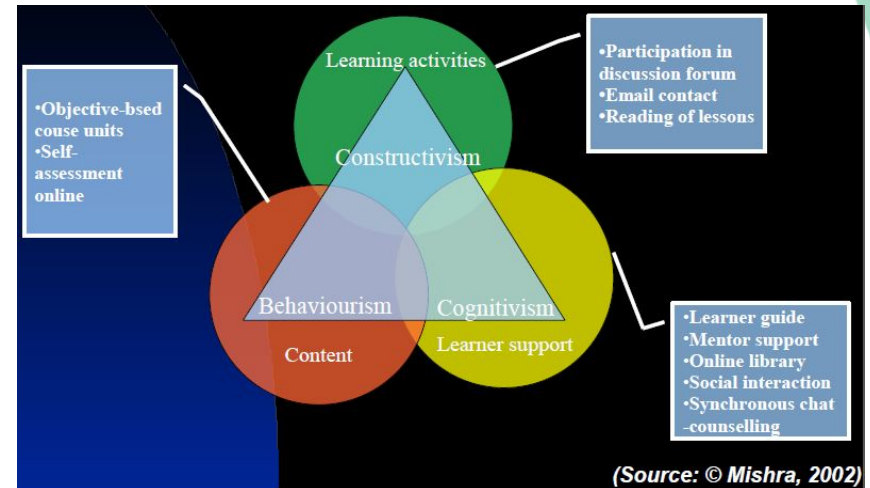 •Objective-bsed
couse units
•Self-
assessment
online
Learning activities
Constructivism
•Participation in
discussion forum
•Email contact
•Reading of lessons
Behaviourism
Cognitivism
Content
Learner support
•Learner guide
•Mentor support
•Online library
•Social interaction
•Synchronous chat
-counselling
(Source: © Mishra, 2002)